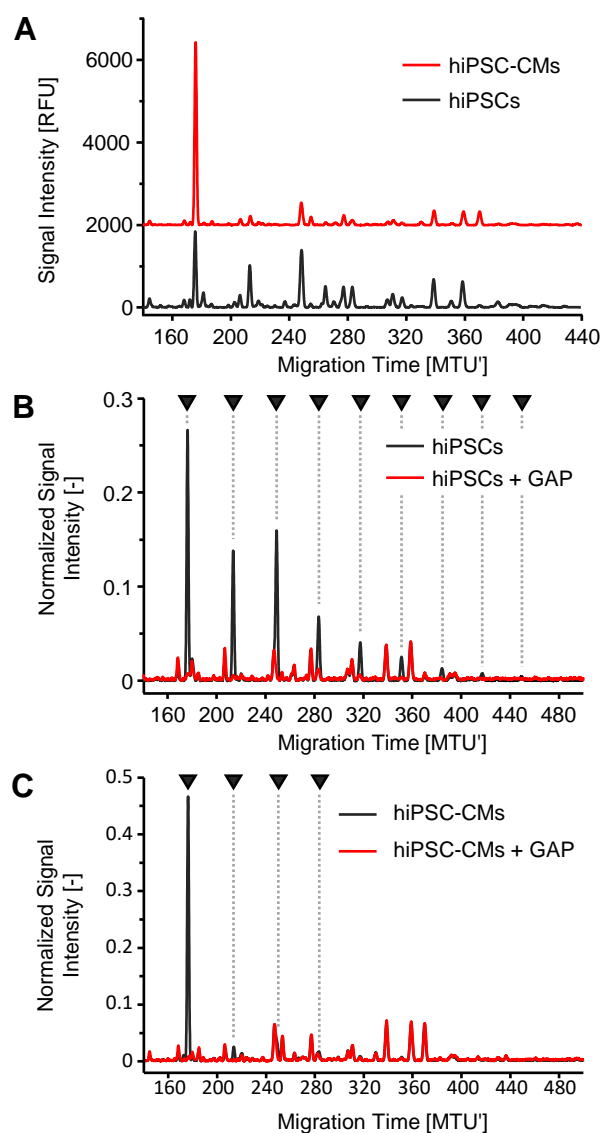 A
6000
4000
2000
0
Signal Intensity [RFU]
hiPSC-CMs
hiPSCs
160 200 240 280 320 360 400 440
Migration Time [MTU']
B
0.3
0.2
0.1
0
Normalized Signal
Intensity [-]
hiPSCs
hiPSCs + GAP
160 200 240 280 320 360 400 440 480
Migration Time [MTU']
C
0.5
0.4
0.3
0.2
0.1
0
Normalized Signal
Intensity [-]
hiPSC-CMs
hiPSC-CMs + GAP
160 200 240 280 320 360 400 440 480
Migration Time [MTU']